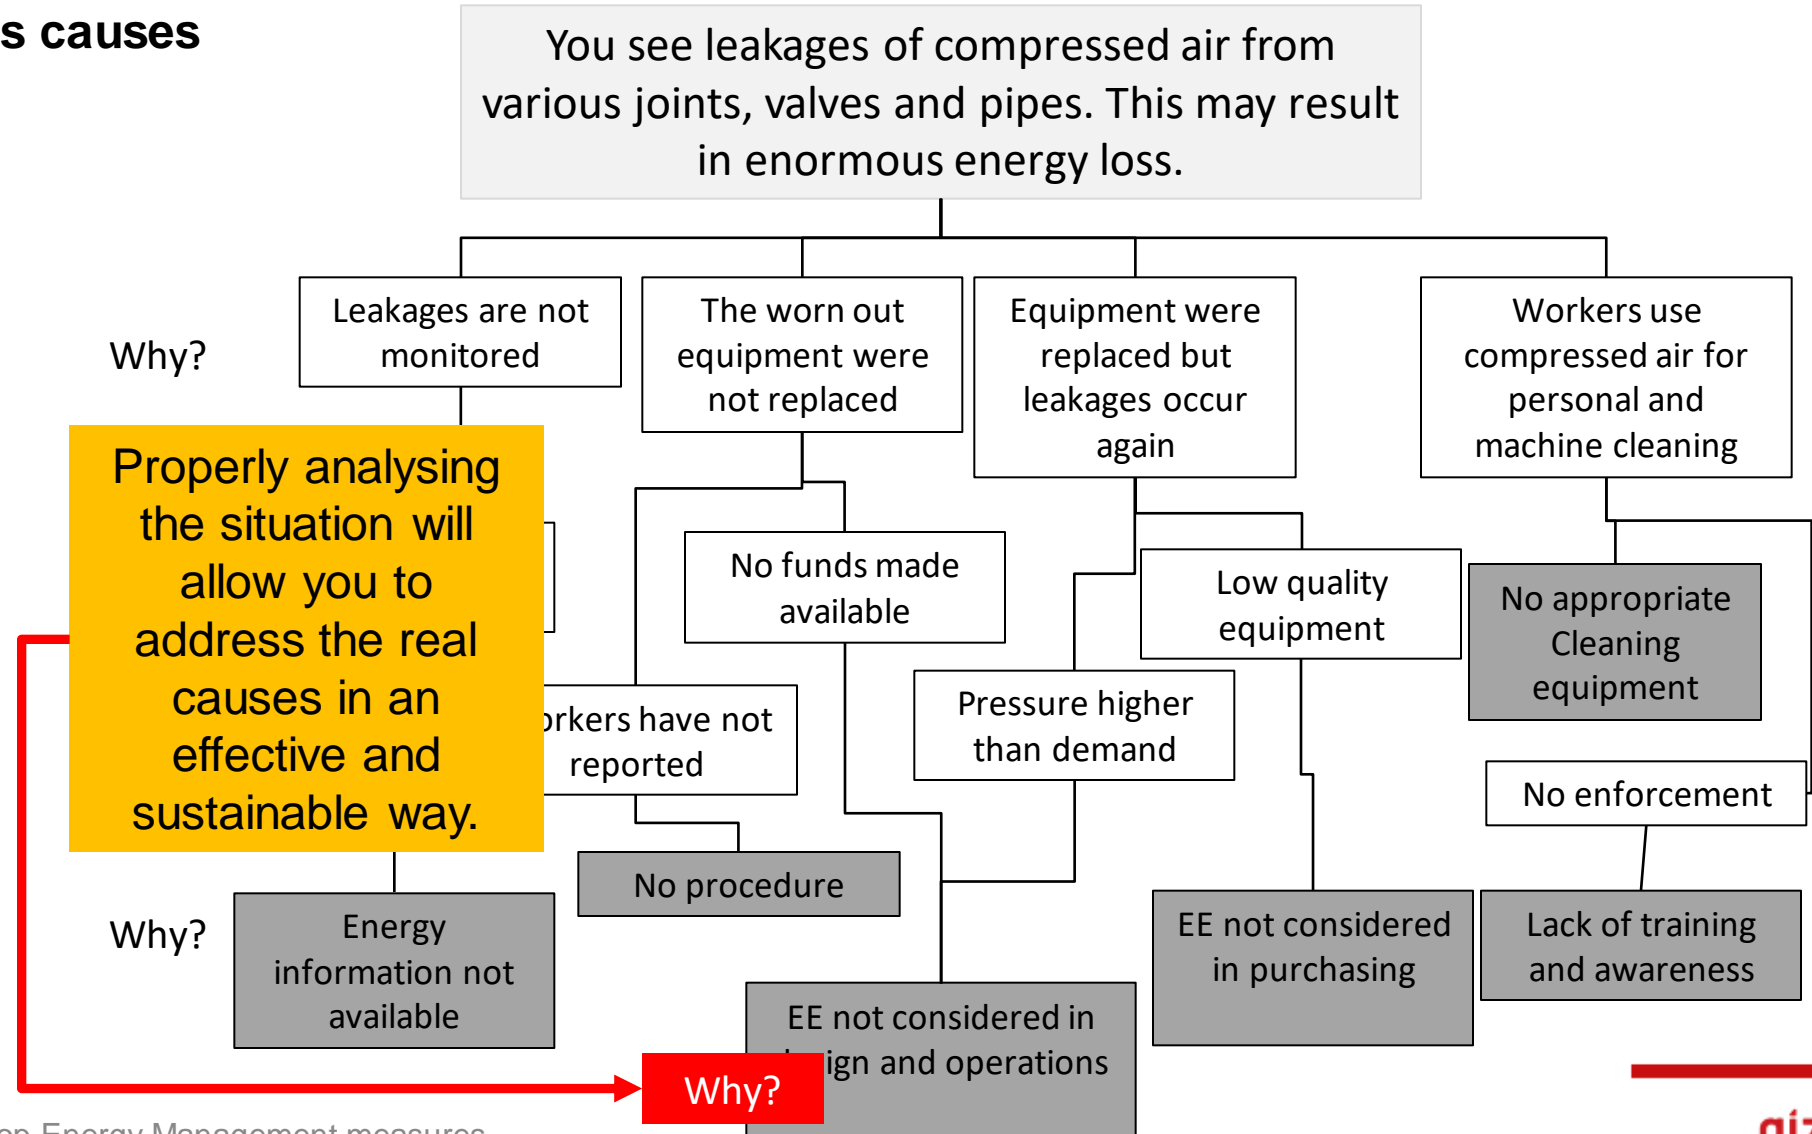 s causes
You see leakages of compressed air from
various joints, valves and pipes. This may result
in enormous energy loss.
Why?
Leakages are not
monitored
The worn out
equipment were
not replaced
Equipment were
replaced but
leakages occur
again
Workers use
compressed air for
personal and
machine cleaning
Properly analysing
the situation will
allow you to
address the real
causes in an
effective and
sustainable way.
No funds made
available
Low quality
equipment
No appropriate
Cleaning
equipment
orkers have not
reported
Pressure higher
than demand
No enforcement
No procedure
Why?
Energy
information not
available
EE not considered
in purchasing
Lack of training
and awareness
EE not considered in
ign and operations
Why?
Energy Management measures
giz